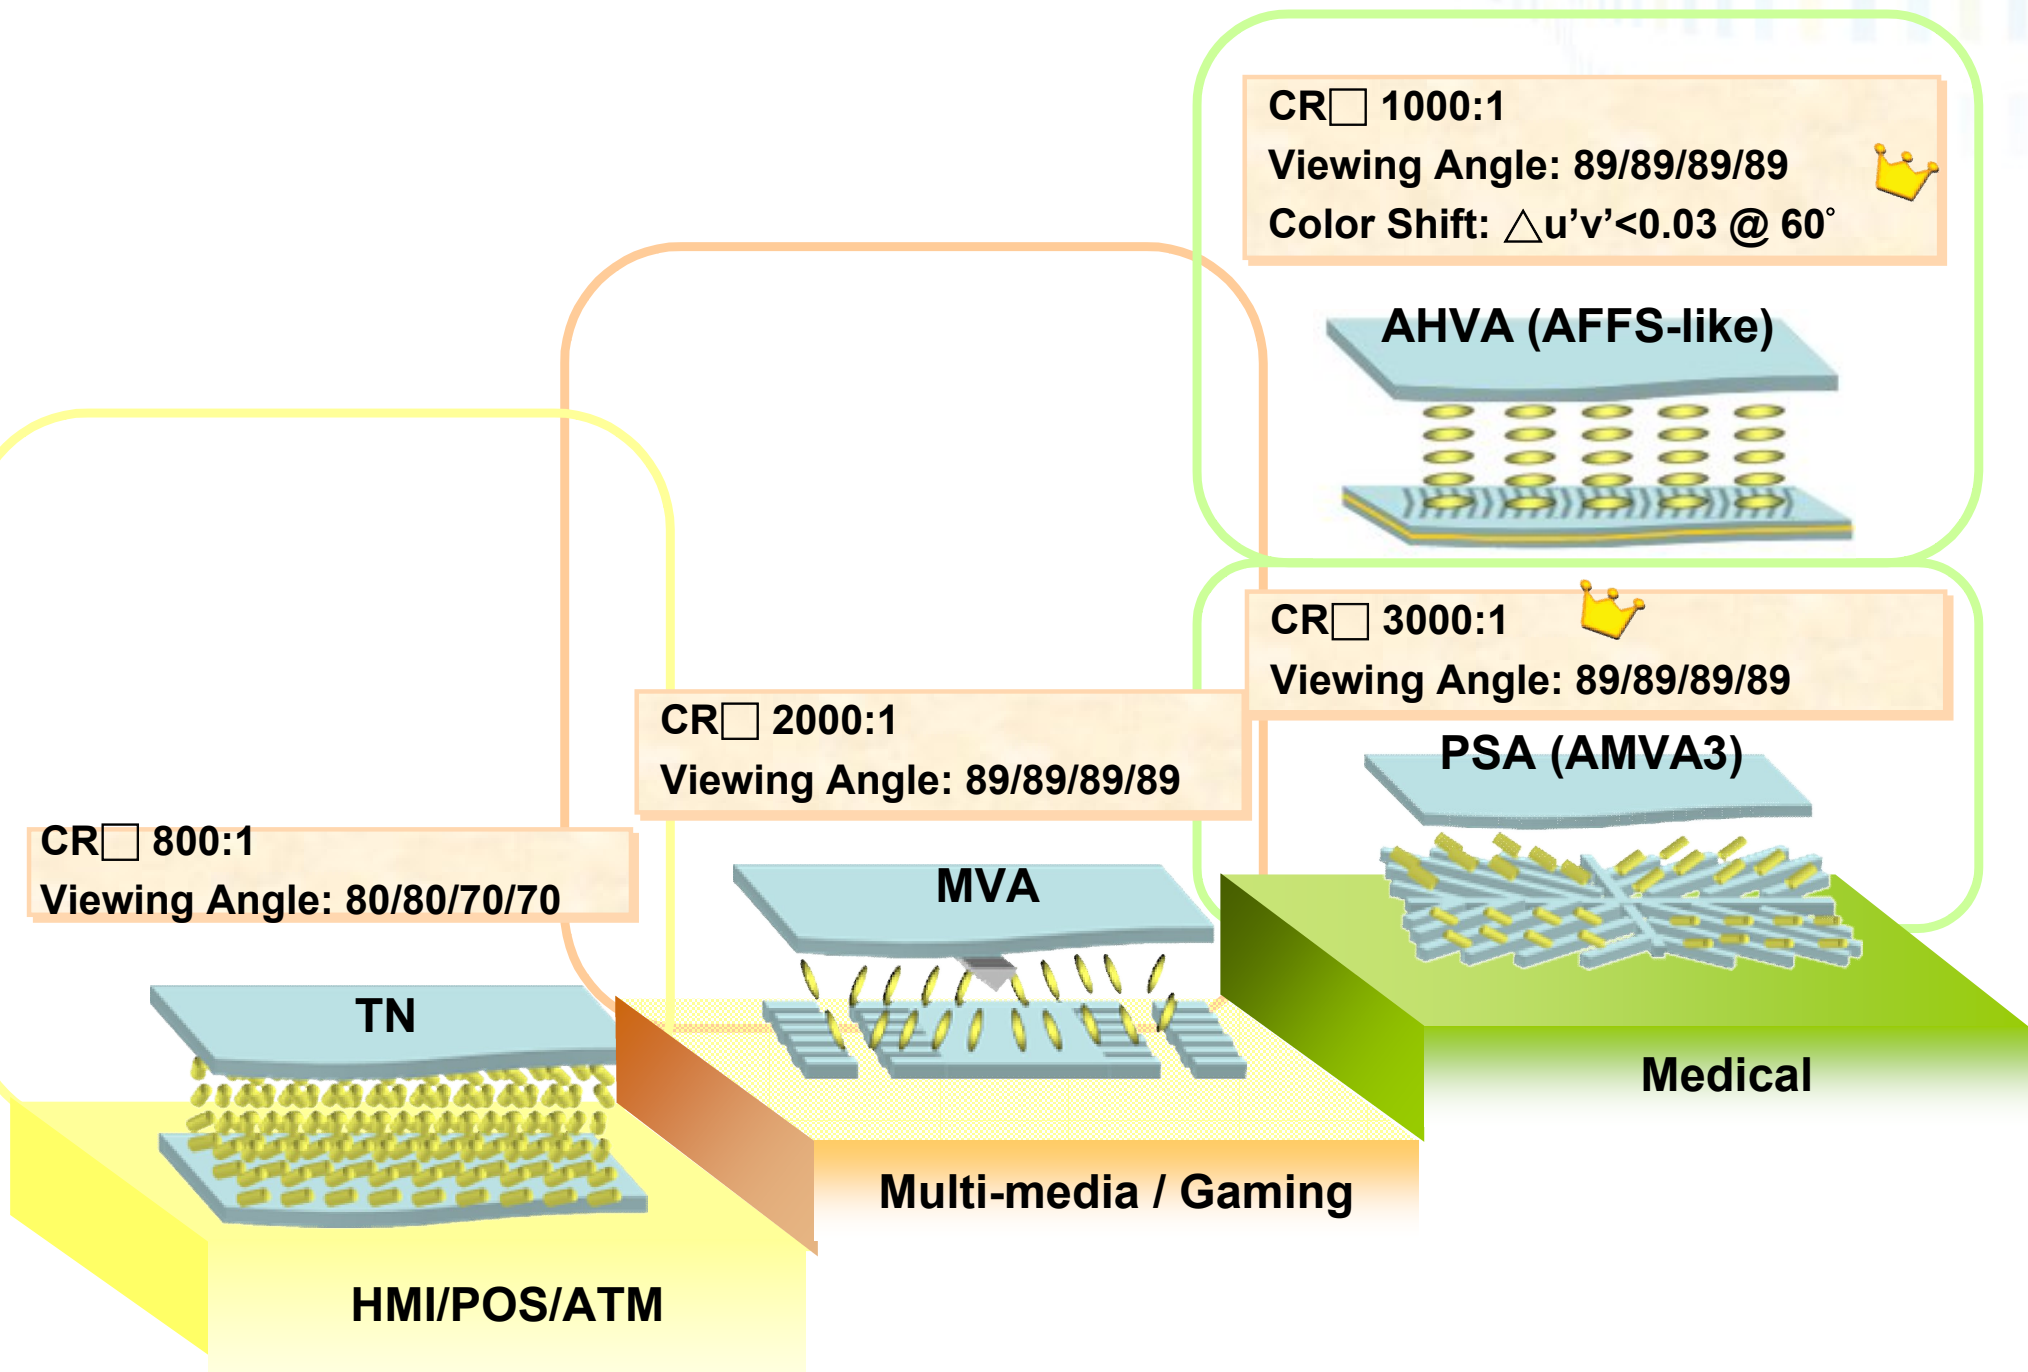 CR□ 1000:1
Viewing Angle: 89/89/89/89
Color Shift: △u’v’<0.03 @ 60°
AHVA (AFFS-like)
CR□ 3000:1
Viewing Angle: 89/89/89/89
PSA (AMVA3)
CR□ 2000:1
Viewing Angle: 89/89/89/89
MVA
CR□ 800:1
Viewing Angle: 80/80/70/70
TN
Medical
Multi-media / Gaming
HMI/POS/ATM